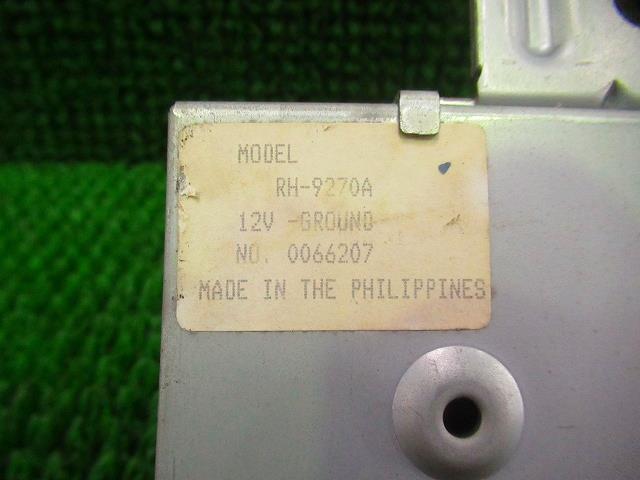 MODEL
RH-9270A
12V -GROUND
NO. 0066207
MADE IN THE PHILIPPINES